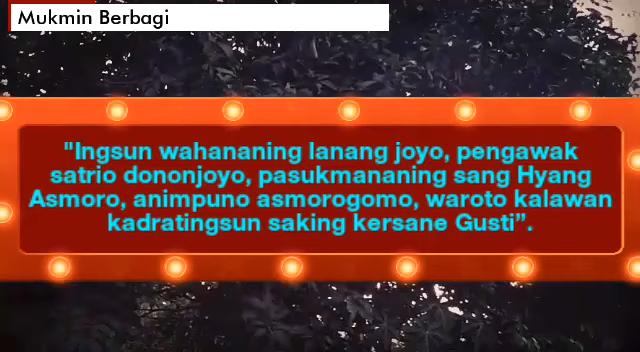 Mukmin Berbagi
"Ingsun wahananing lanang joyo, pengawak
satrio dononjoyo, pasukmananing sang Hyang
Asmoro, animpuno asmorogomo, waroto kalawan
kadratingsun saking kersane Gusti”.